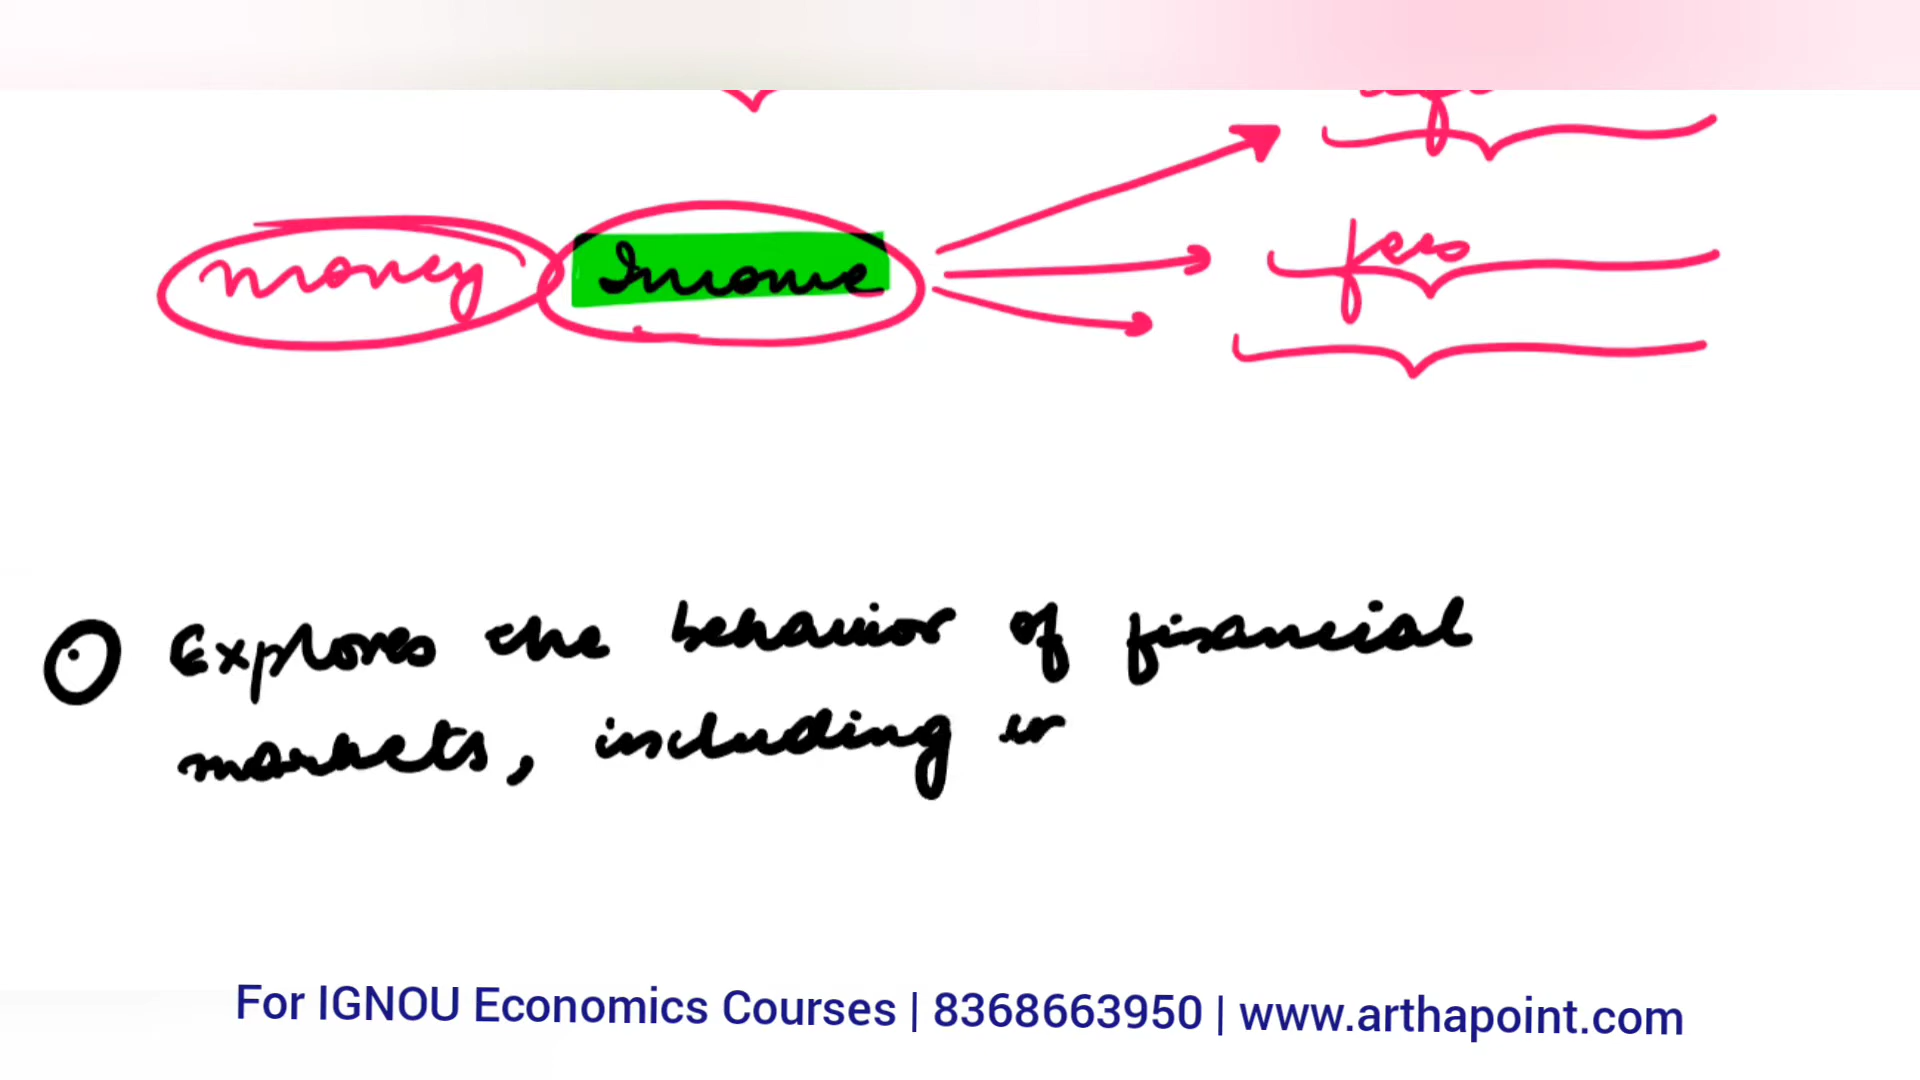 money Income
fees
Explores the behavior of financial
markets, including
For IGNOU Economics Courses | 8368663950 | www.arthapoint.com